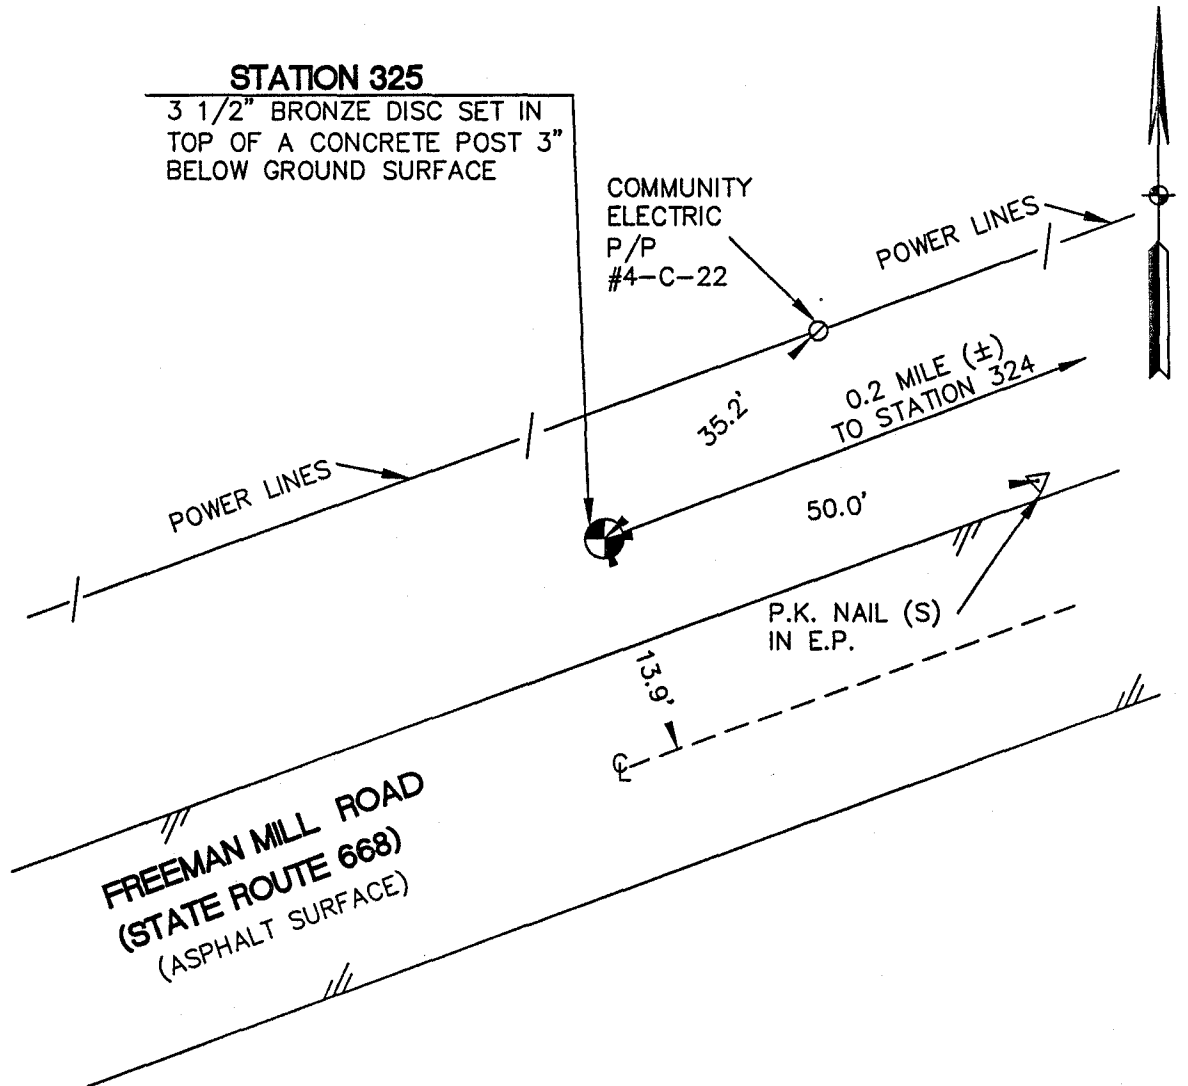 STATION 325
3 1/2" BRONZE DISC SET IN
TOP OF A CONCRETE POST 3"
BELOW GROUND SURFACE
COMMUNITY
ELECTRIC
P/P
#4-C-22
POWER LINES
0.2 MILE (±)
TO STATION 324
35.2'
POWER LINES
50.0'
P.K. NAIL (S)
IN E.P.
13.9'
℄
FREEMAN MILL ROAD
(STATE ROUTE 668)
(ASPHALT SURFACE)